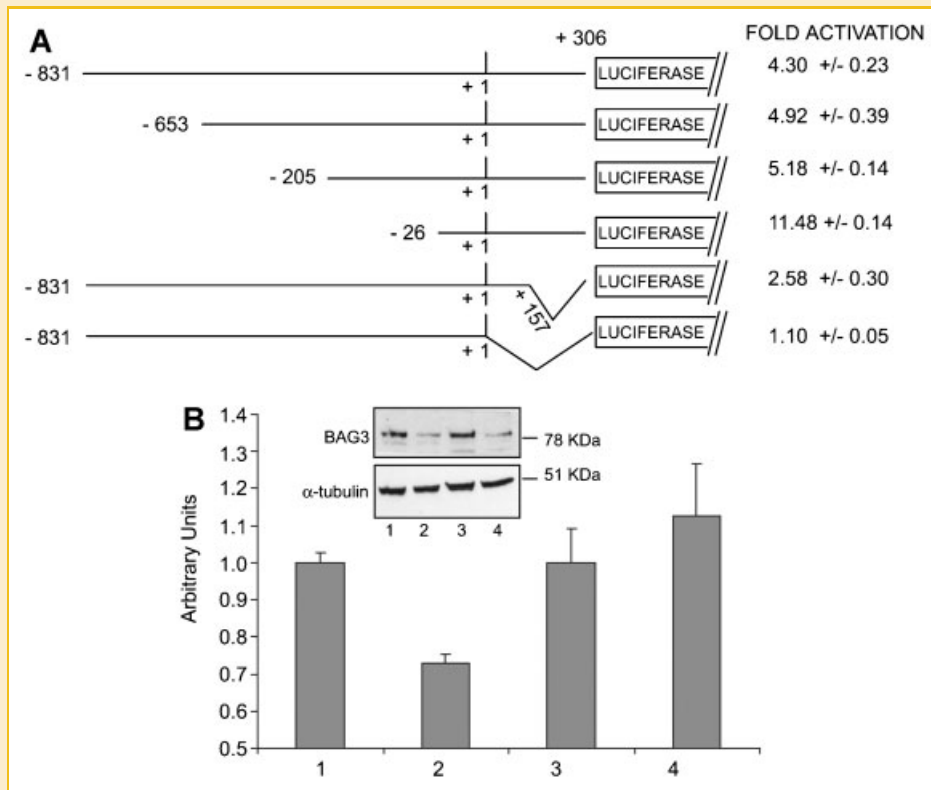 A
+ 306
FOLD ACTIVATION
- 831
+ 1
LUCIFERASE
4.30 +/- 0.23
- 653
+ 1
LUCIFERASE
4.92 +/- 0.39
- 205
+ 1
LUCIFERASE
5.18 +/- 0.14
- 26
+ 1
LUCIFERASE
11.48 +/- 0.14
- 831
+ 1
+ 157
LUCIFERASE
2.58 +/- 0.30
- 831
+ 1
LUCIFERASE
1.10 +/- 0.05
B
Arbitrary Units
1.4
1.3
1.2
1.1
1.0
0.9
0.8
0.7
0.6
0.5
BAG3
78 KDa
α-tubulin
51 KDa
1 2 3 4
1 2 3 4